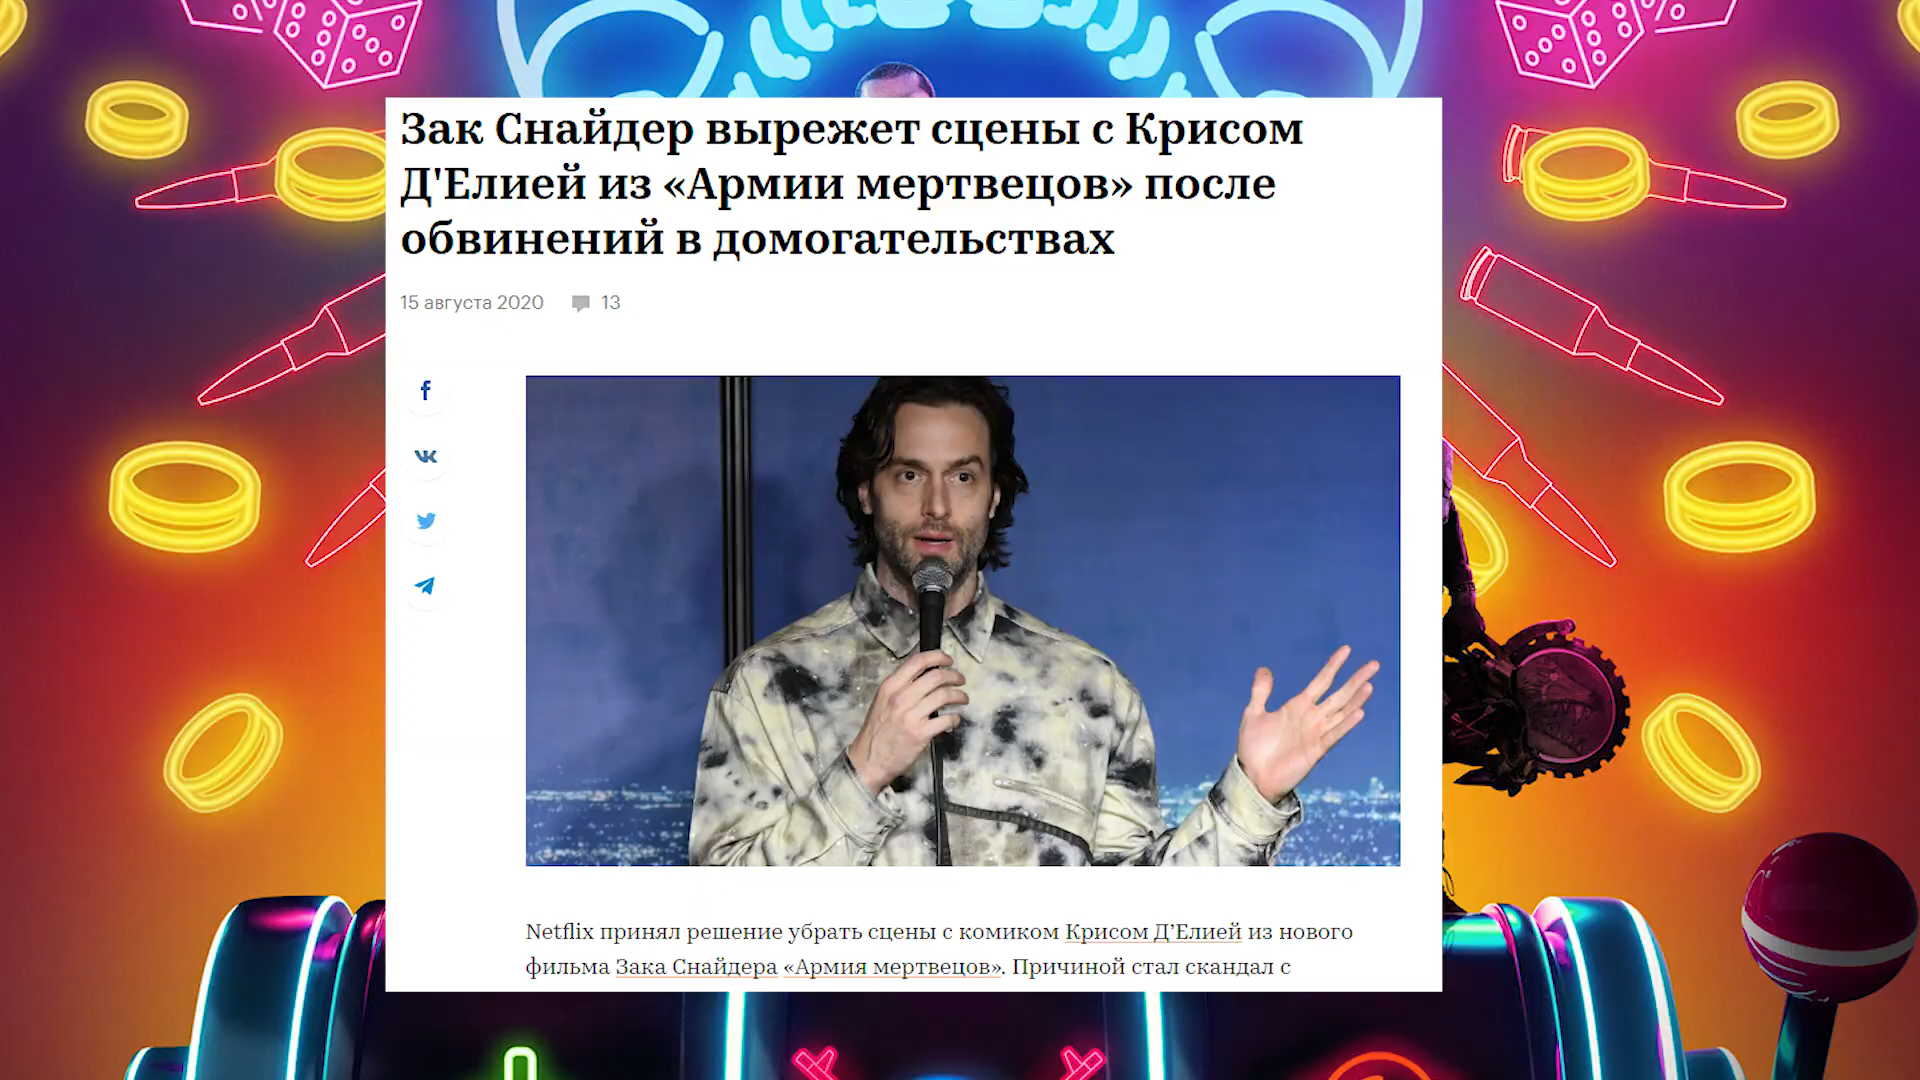 Зак Снайдер вырежет сцены с Крисом
Д'Елией из «Армии мертвецов» после
обвинений в домогательствах
15 августа 2020 13
Netflix принял решение убрать сцены с комиком Крисом Д’Елией из нового
фильма Зака Снайдера «Армия мертвецов». Причиной стал скандал с